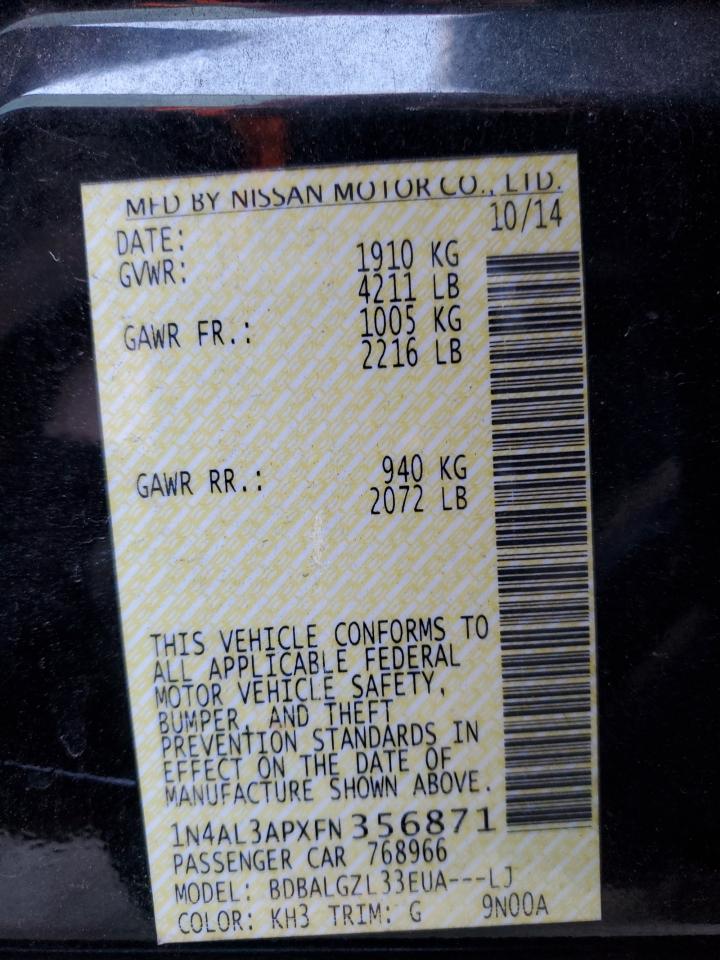 MFD BY NISSAN MOTOR CO., LTD.
DATE: 10/14
GVWR: 1910 KG
4211 LB
GAWR FR.: 1005 KG
2216 LB
GAWR RR.: 940 KG
2072 LB
THIS VEHICLE CONFORMS TO
ALL APPLICABLE FEDERAL
MOTOR VEHICLE SAFETY,
BUMPER, AND THEFT
PREVENTION STANDARDS IN
EFFECT ON THE DATE OF
MANUFACTURE SHOWN ABOVE.
1N4AL3APXFN 356871
PASSENGER CAR 768966
MODEL: BDBALGZL33EUA---LJ
COLOR: KH3 TRIM: G 9N00A